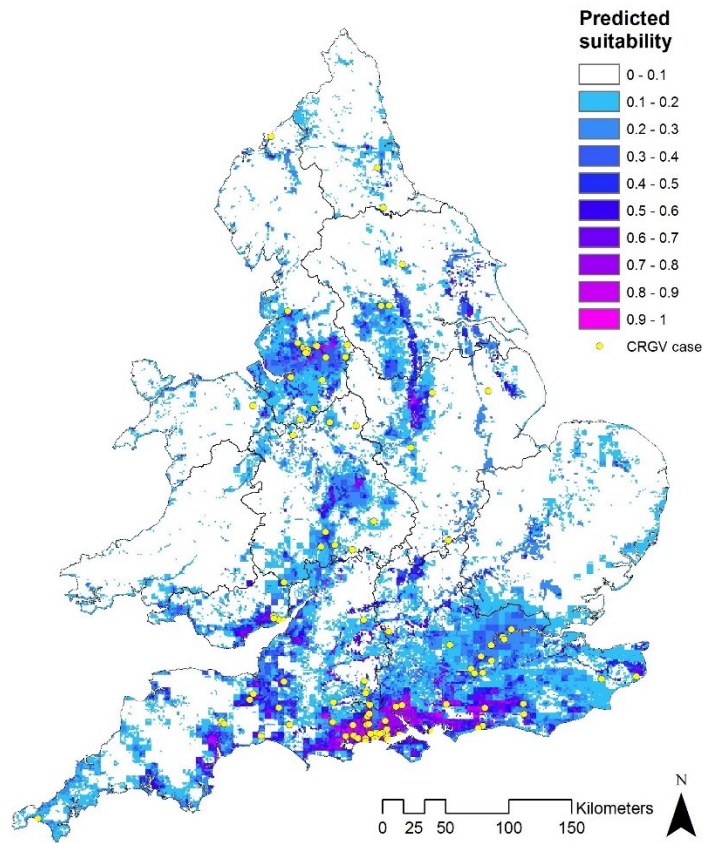 Predicted
suitability
0 - 0.1
0.1 - 0.2
0.2 - 0.3
0.3 - 0.4
0.4 - 0.5
0.5 - 0.6
0.6 - 0.7
0.7 - 0.8
0.8 - 0.9
0.9 - 1
CRGV case
N
Kilometers
0 25 50 100 150